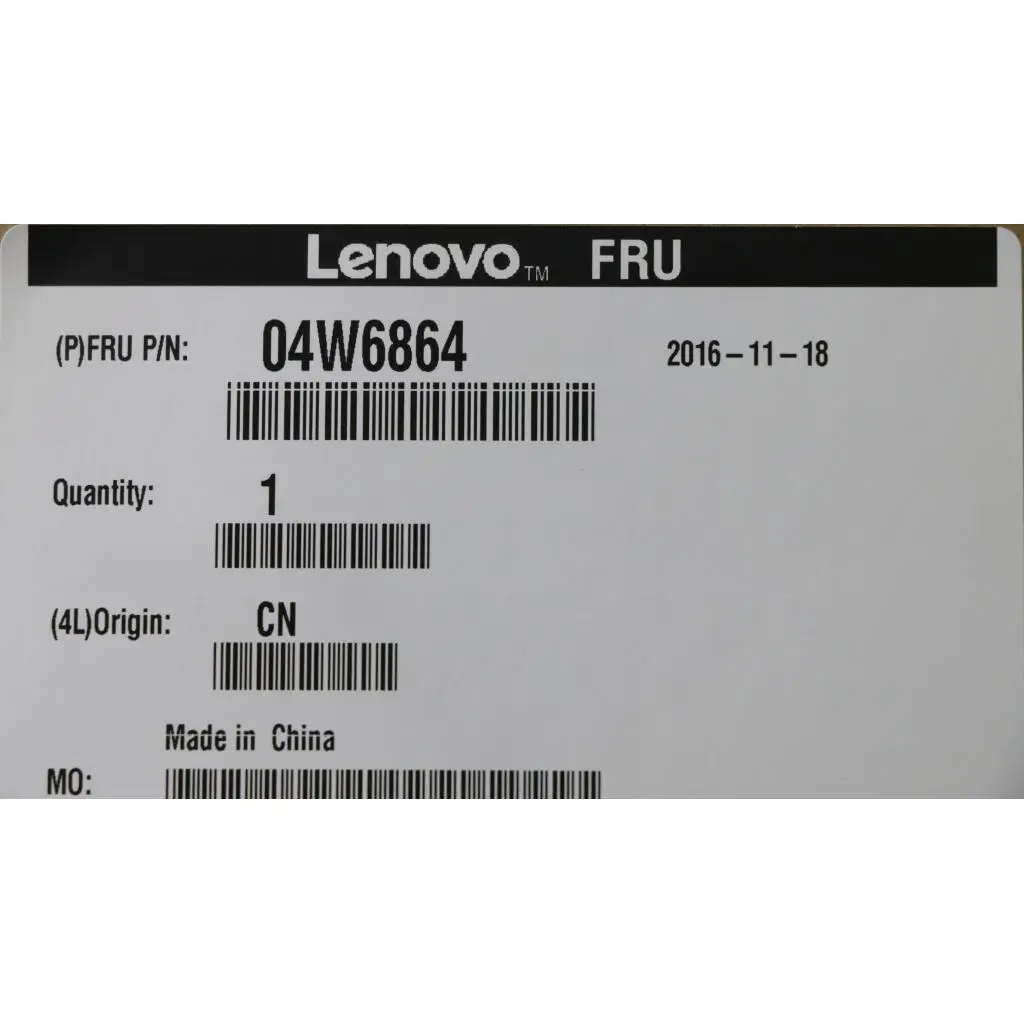 Lenovo™ FRU
(P)FRU P/N: 04W6864 2016-11-18
Quantity: 1
(4L)Origin: CN
Made in China
MO: